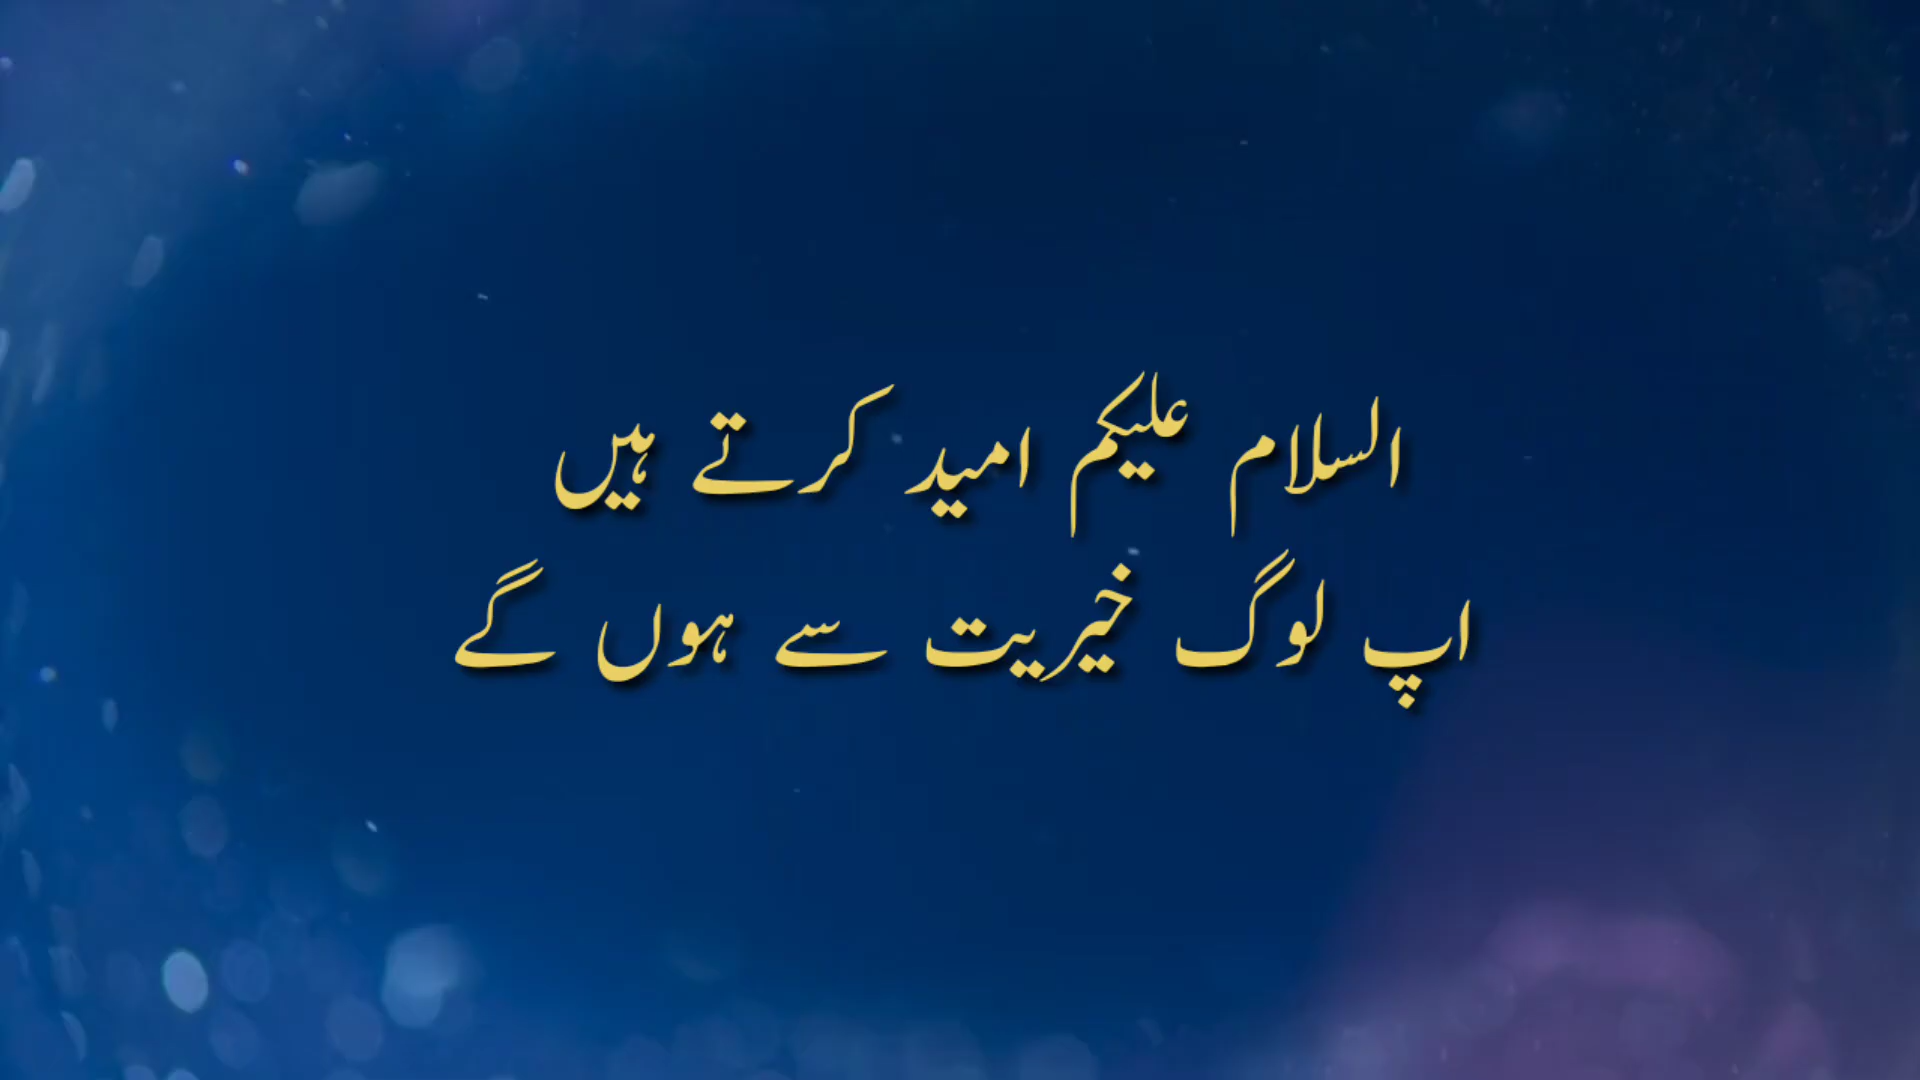 السلام علیکم امید کرتے ہیں
اپ لوگ خیریت سے ہوں گے